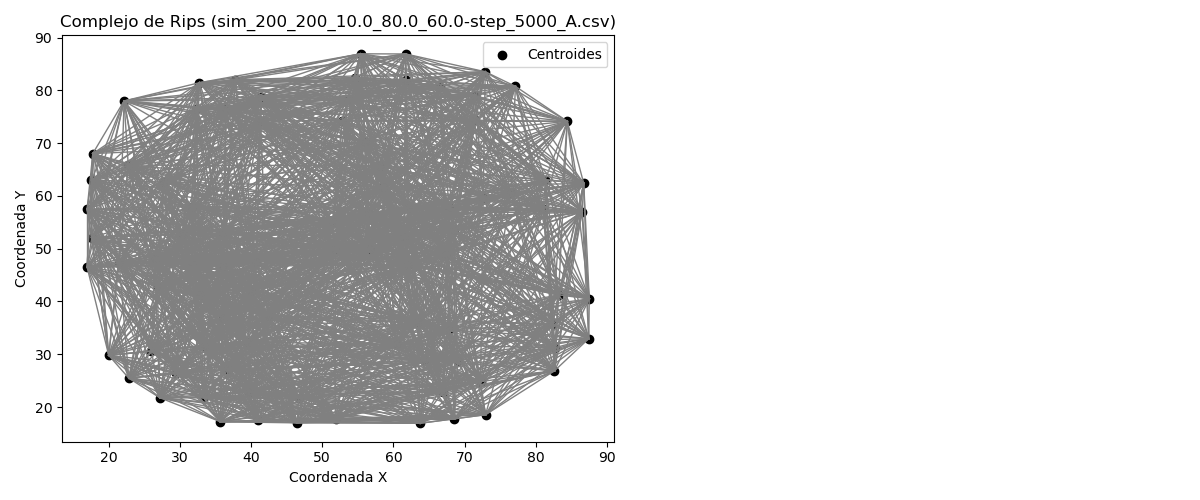 Complejo de Rips (sim_200_200_10.0_80.0_60.0-step_5000_A.csv)
90
80
70
60
50
40
30
20
Coordenada Y
Centroides
20 30 40 50 60 70 80 90
Coordenada X